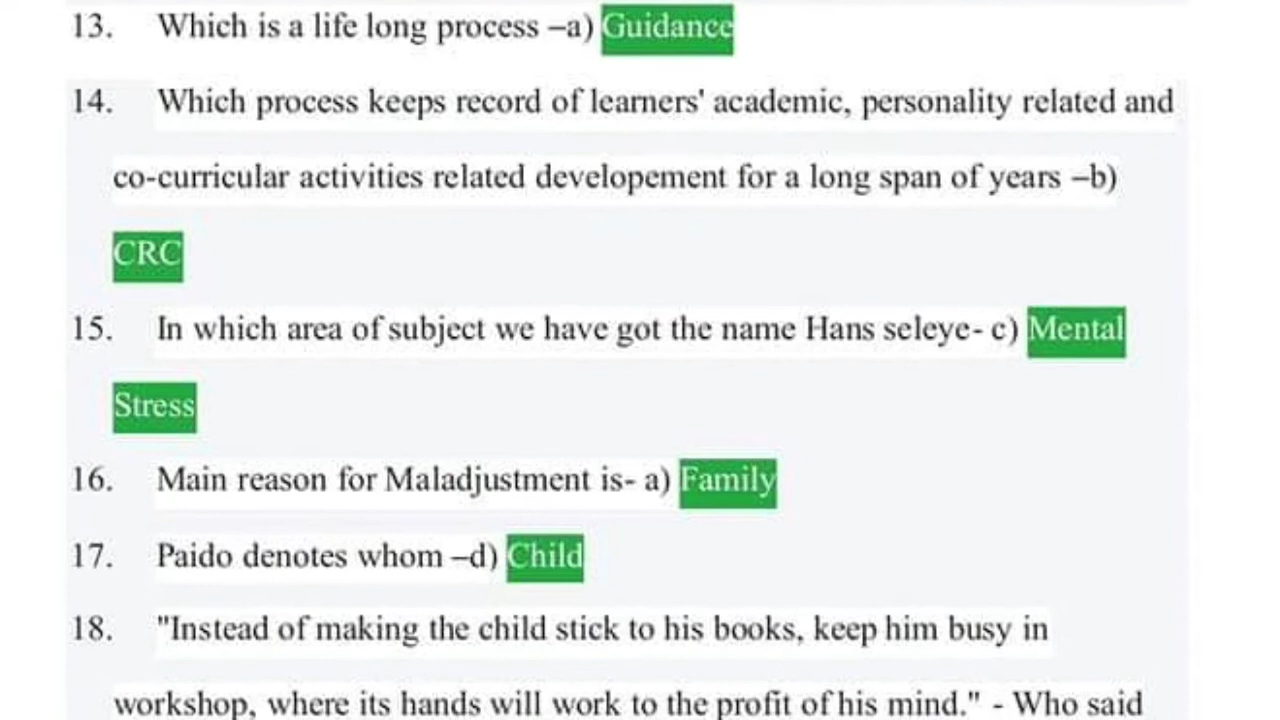 13. Which is a life long process –a) Guidance
14. Which process keeps record of learners' academic, personality related and
co-curricular activities related developement for a long span of years –b)
CRC
15. In which area of subject we have got the name Hans seleye- c) Mental
Stress
16. Main reason for Maladjustment is- a) Family
17. Paido denotes whom –d) Child
18. "Instead of making the child stick to his books, keep him busy in
workshop, where its hands will work to the profit of his mind." - Who said